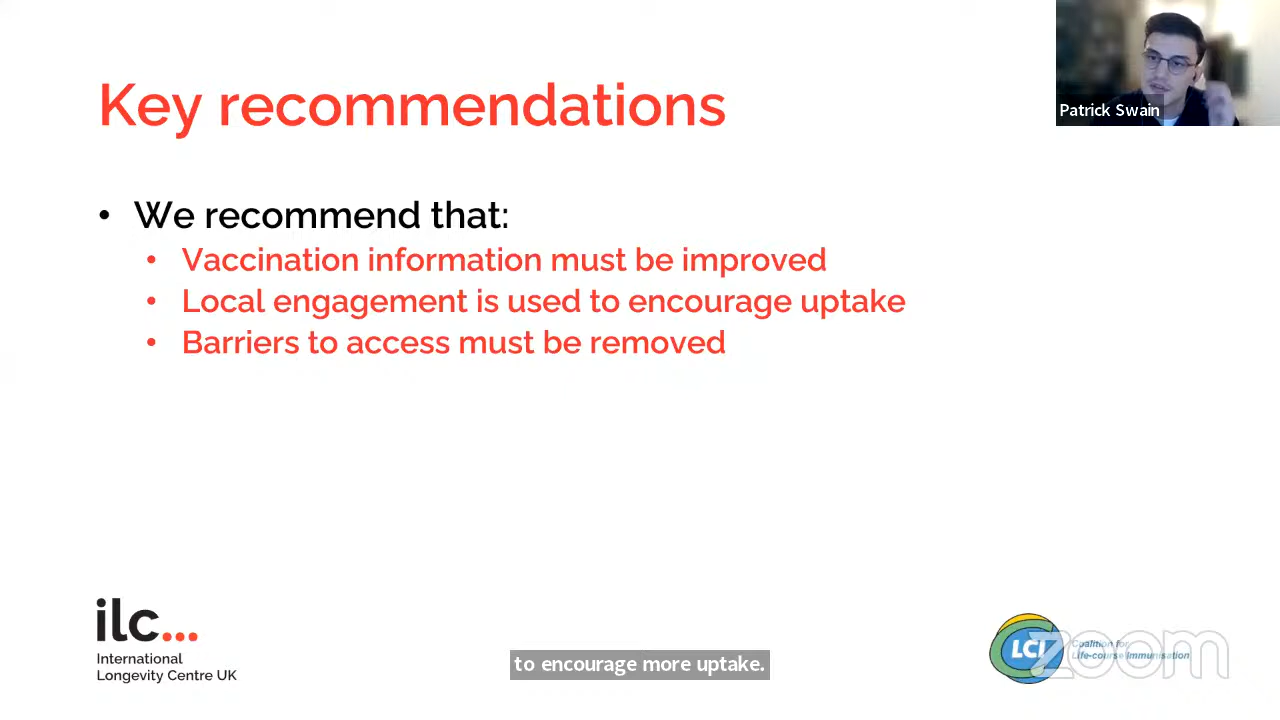 Key recommendations
Patrick Swain
• We recommend that:
• Vaccination information must be improved
• Local engagement is used to encourage uptake
• Barriers to access must be removed
ilc...
International
Longevity Centre UK
to encourage more uptake.
LCI
Coalition for
Life-course Immunisation
zoom